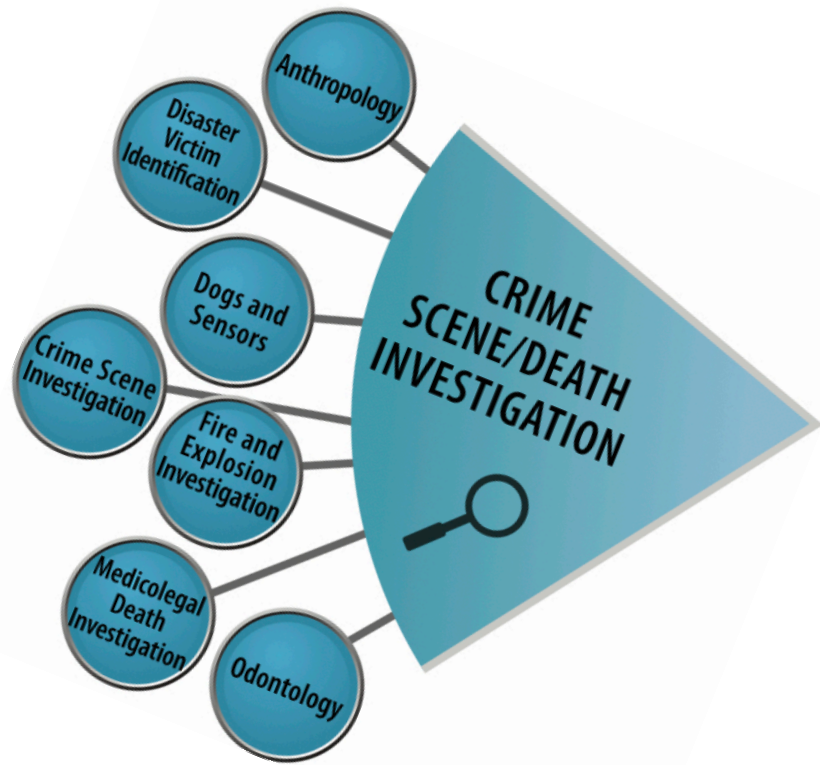 Anthropology
Disaster
Victim
Identification
Dogs and
Sensors
Crime Scene
Investigation
Fire and
Explosion
Investigation
Medicolegal
Death
Investigation
Odontology
CRIME
SCENE/DEATH
INVESTIGATION